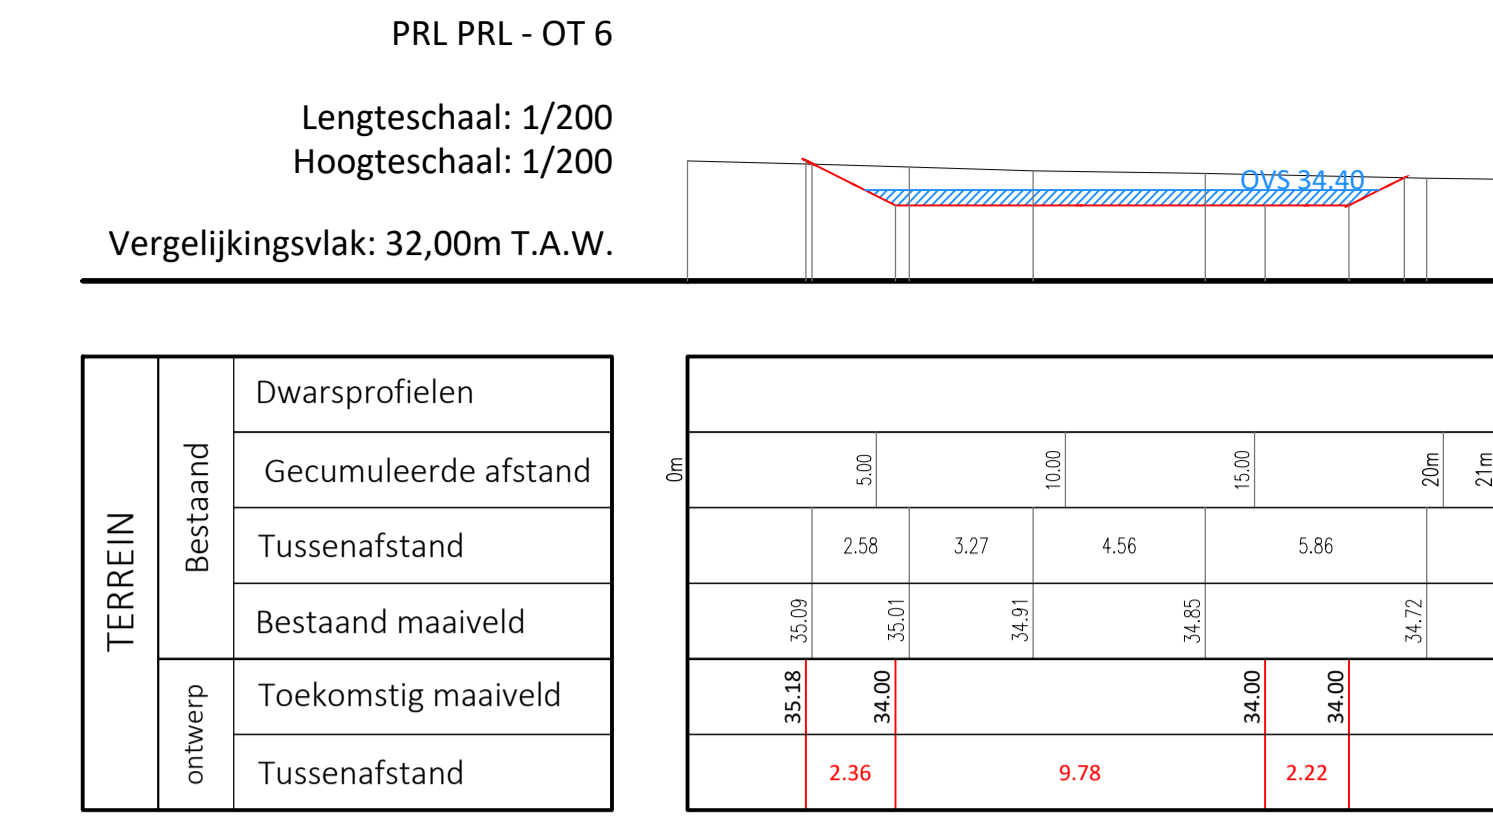 PRL PRL - OT 6
Lengteschaal: 1/200
Hoogteschaal: 1/200
OVS 34.40
Vergelijkingsvlak: 32,00m T.A.W.
TERREIN
Bestaand
Dwarsprofielen
Gecumuleerde afstand
0m 5.00 10.00 15.00 20m 21m
Tussenafstand
2.58 3.27 4.56 5.86
Bestaand maaiveld
35.09 35.01 34.91 34.85 34.72
ontwerp
Toekomstig maaiveld
35.18 34.00 34.00 34.00
Tussenafstand
2.36 9.78 2.22